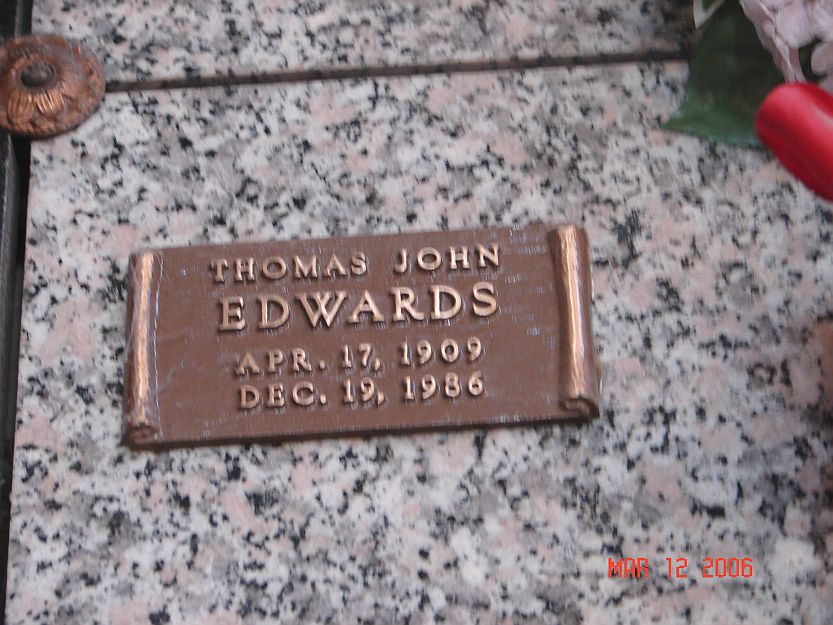 THOMAS JOHN
EDWARDS
APR. 17, 1909
DEC. 19, 1986
MAR 12 2006